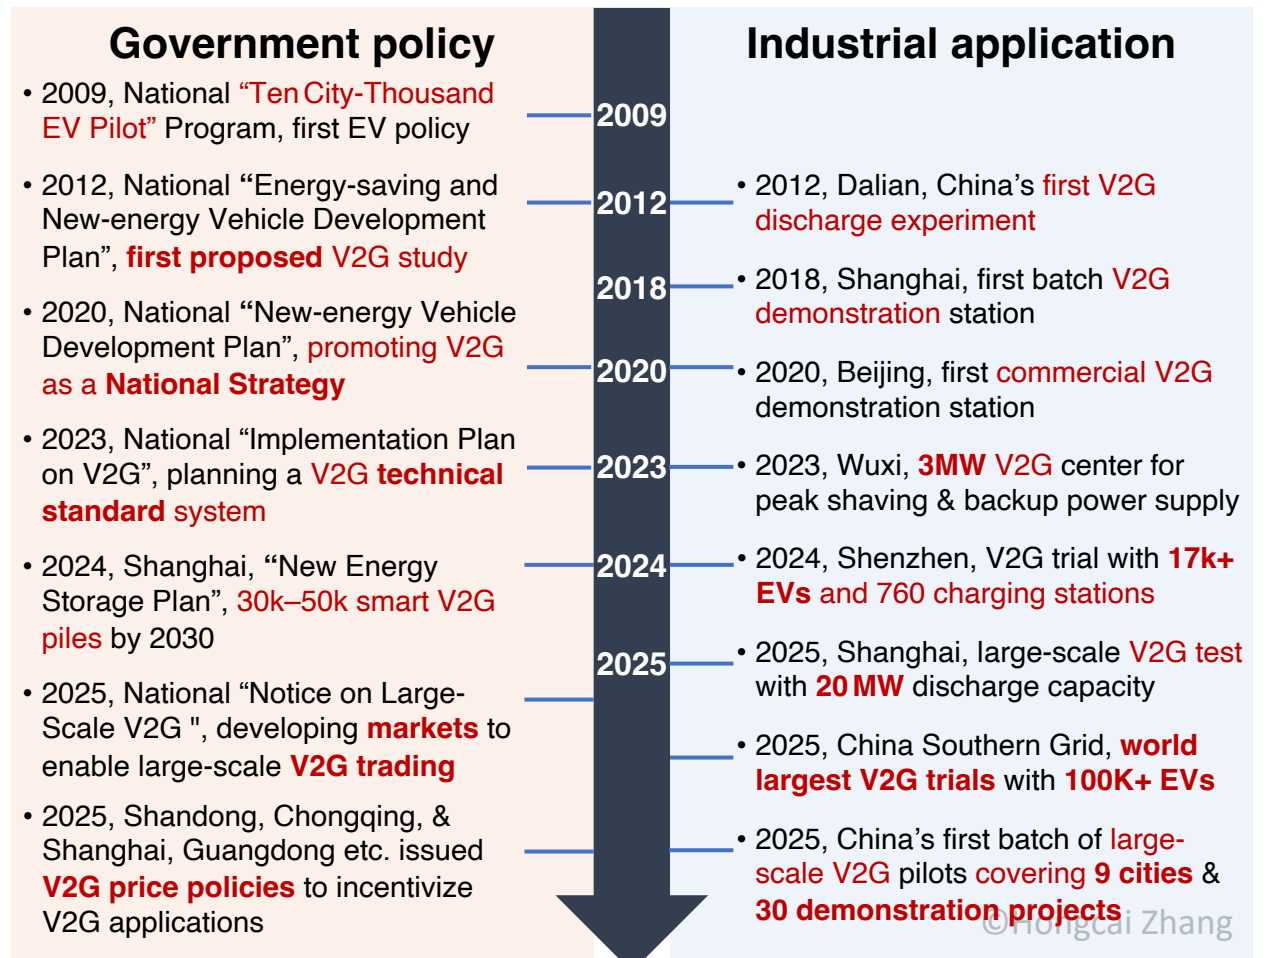 Government policy
• 2009, National “Ten City-Thousand
EV Pilot” Program, first EV policy
• 2012, National “Energy-saving and
New-energy Vehicle Development
Plan”, first proposed V2G study
• 2020, National “New-energy Vehicle
Development Plan”, promoting V2G
as a National Strategy
• 2023, National “Implementation Plan
on V2G”, planning a V2G technical
standard system
• 2024, Shanghai, “New Energy
Storage Plan”, 30k–50k smart V2G
piles by 2030
• 2025, National “Notice on Large-
Scale V2G ", developing markets to
enable large-scale V2G trading
• 2025, Shandong, Chongqing, &
Shanghai, Guangdong etc. issued
V2G price policies to incentivize
V2G applications
2009
2012
2018
2020
2023
2024
2025
Industrial application
• 2012, Dalian, China’s first V2G
discharge experiment
• 2018, Shanghai, first batch V2G
demonstration station
• 2020, Beijing, first commercial V2G
demonstration station
• 2023, Wuxi, 3MW V2G center for
peak shaving & backup power supply
• 2024, Shenzhen, V2G trial with 17k+
EVs and 760 charging stations
• 2025, Shanghai, large-scale V2G test
with 20 MW discharge capacity
• 2025, China Southern Grid, world
largest V2G trials with 100K+ EVs
• 2025, China’s first batch of large-
scale V2G pilots covering 9 cities &
30 demonstration projects
©Hongcai Zhang